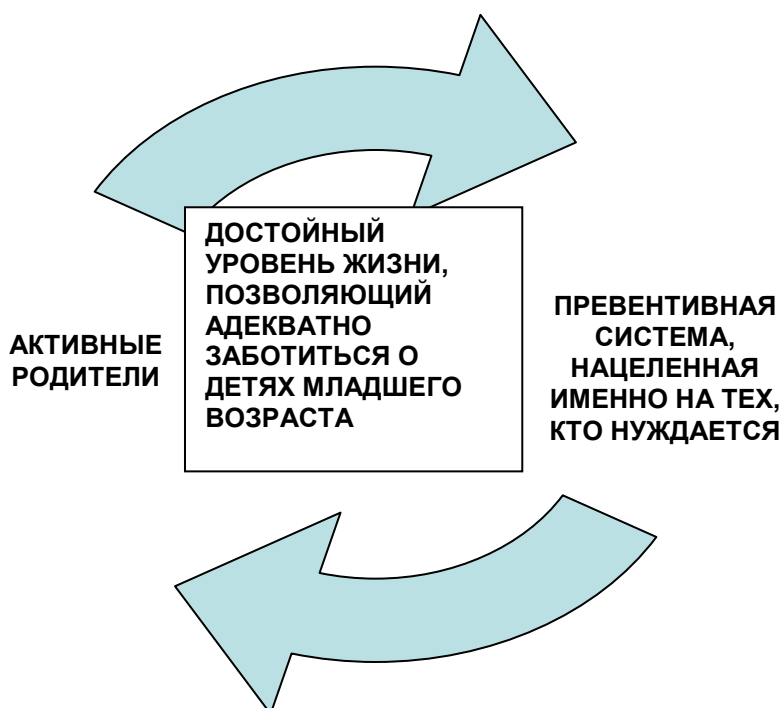 АКТИВНЫЕ
РОДИТЕЛИ
ДОСТОЙНЫЙ
УРОВЕНЬ ЖИЗНИ,
ПОЗВОЛЯЮЩИЙ
АДЕКВАТНО
ЗАБОТИТЬСЯ О
ДЕТЯХ МЛАДШЕГО
ВОЗРАСТА
ПРЕВЕНТИВНАЯ
СИСТЕМА,
НАЦЕЛЕННАЯ
ИМЕННО НА ТЕХ,
КТО НУЖДАЕТСЯ